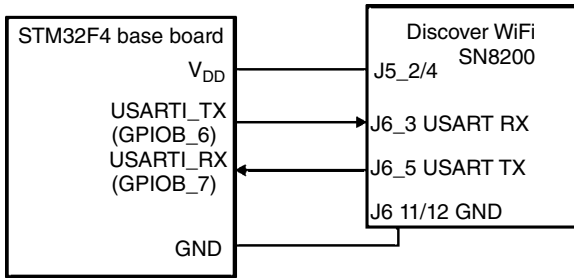 STM32F4 base board
V_DD
USARTI_TX
(GPIOB_6)
USARTI_RX
(GPIOB_7)
GND
Discover WiFi
SN8200
J5_2/4
J6_3 USART RX
J6_5 USART TX
J6 11/12 GND